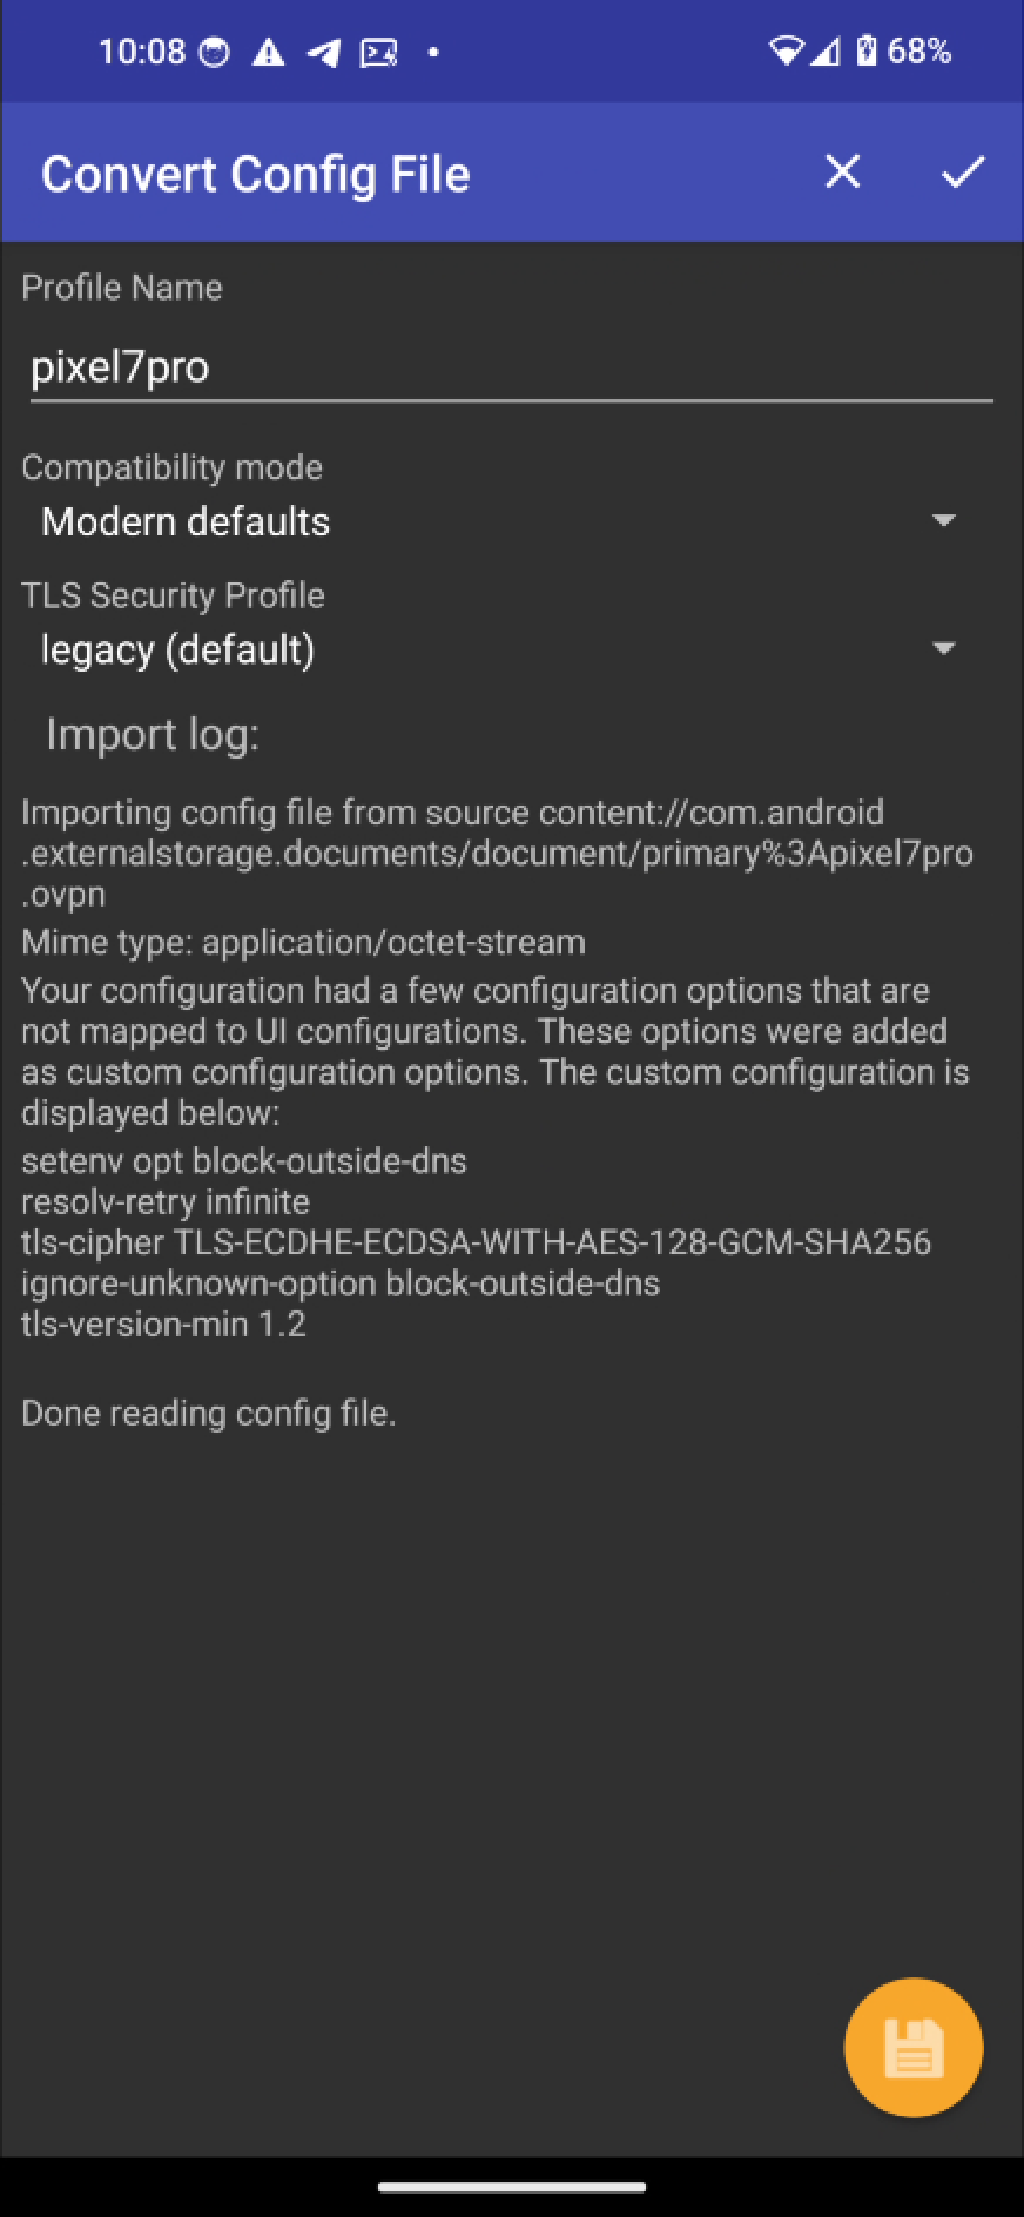 10:08
68%
Convert Config File
Profile Name
pixel7pro
Compatibility mode
Modern defaults
TLS Security Profile
legacy (default)
Import log:
Importing config file from source content://com.android
.externalstorage.documents/document/primary%3Apixel7pro
.ovpn
Mime type: application/octet-stream
Your configuration had a few configuration options that are
not mapped to UI configurations. These options were added
as custom configuration options. The custom configuration is
displayed below:
setenv opt block-outside-dns
resolv-retry infinite
tls-cipher TLS-ECDHE-ECDSA-WITH-AES-128-GCM-SHA256
ignore-unknown-option block-outside-dns
tls-version-min 1.2
Done reading config file.